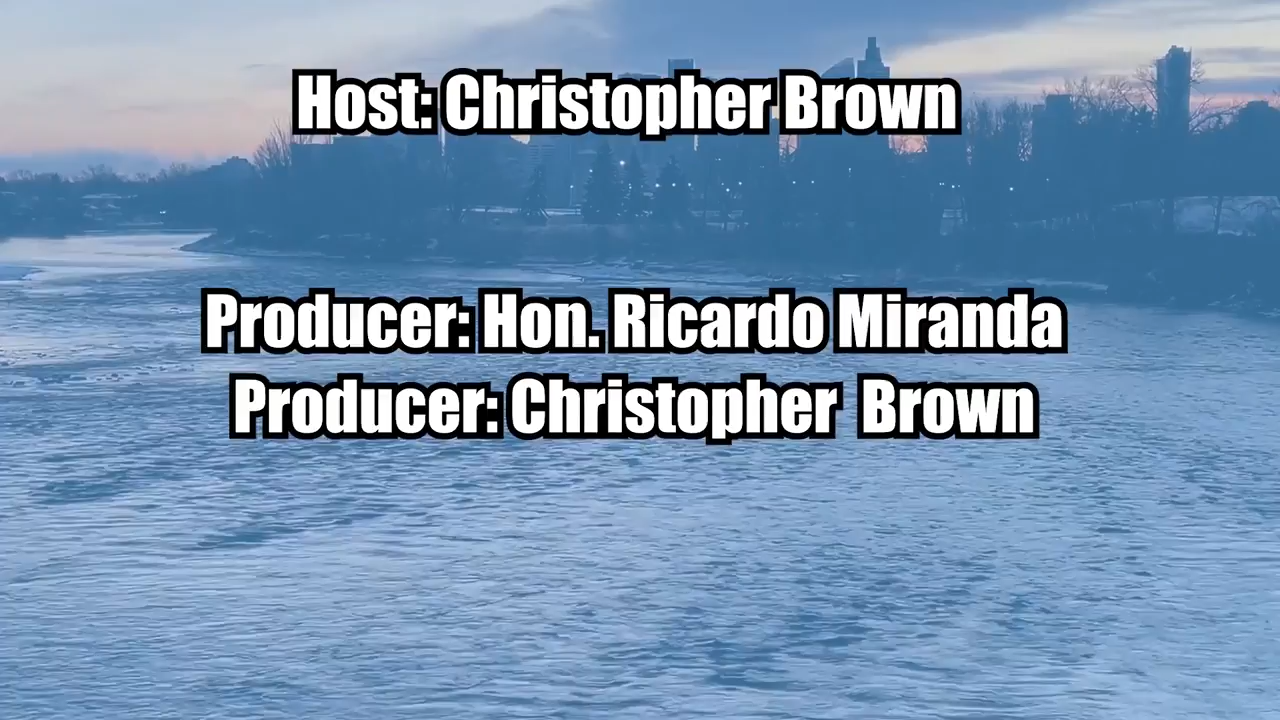 Host: Christopher Brown
Producer: Hon. Ricardo Miranda
Producer: Christopher  Brown